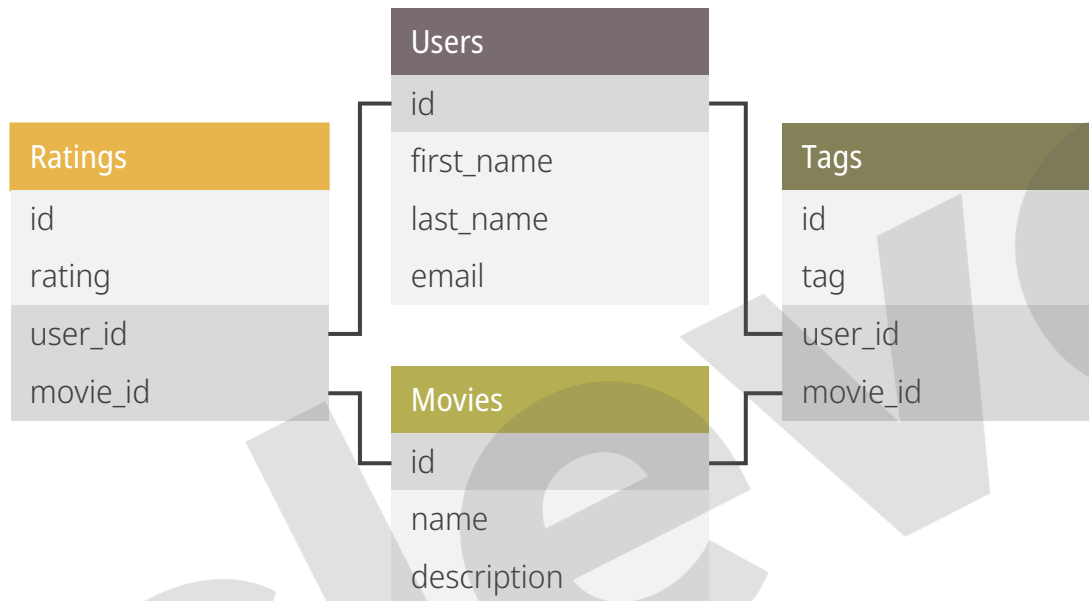 Users
id
first_name
last_name
email
Ratings
id
rating
user_id
movie_id
Tags
id
tag
user_id
movie_id
Movies
id
name
description